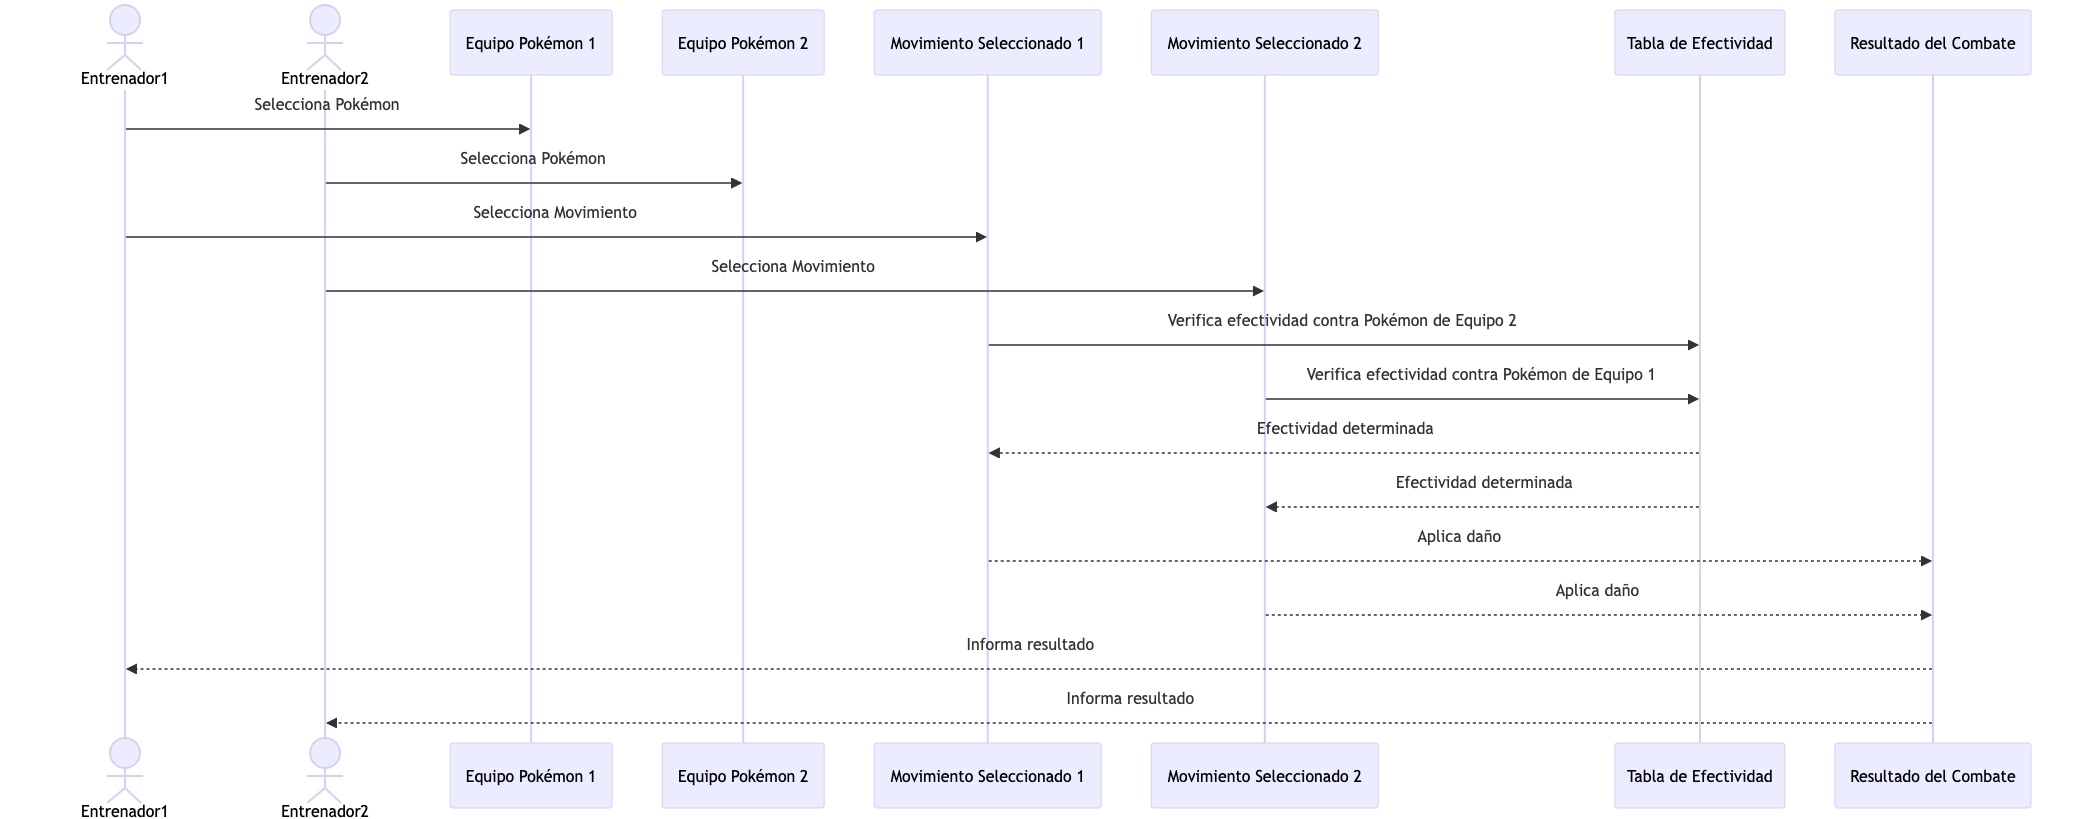 Equipo Pokémon 1
Equipo Pokémon 2
Movimiento Seleccionado 1
Movimiento Seleccionado 2
Tabla de Efectividad
Resultado del Combate
Entrenador1
Entrenador2
Selecciona Pokémon
Selecciona Pokémon
Selecciona Movimiento
Selecciona Movimiento
Verifica efectividad contra Pokémon de Equipo 2
Verifica efectividad contra Pokémon de Equipo 1
Efectividad determinada
Efectividad determinada
Aplica daño
Aplica daño
Informa resultado
Informa resultado
Equipo Pokémon 1
Equipo Pokémon 2
Movimiento Seleccionado 1
Movimiento Seleccionado 2
Tabla de Efectividad
Resultado del Combate
Entrenador1
Entrenador2